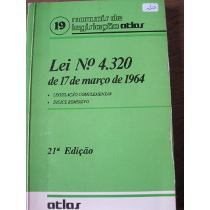 19
manuais de
legislação atlas
Lei Nº 4.320
de 17 de março de 1964
• LEGISLAÇÃO COMPLEMENTAR
• ÍNDICE REMISSIVO
21ª Edição
atlas